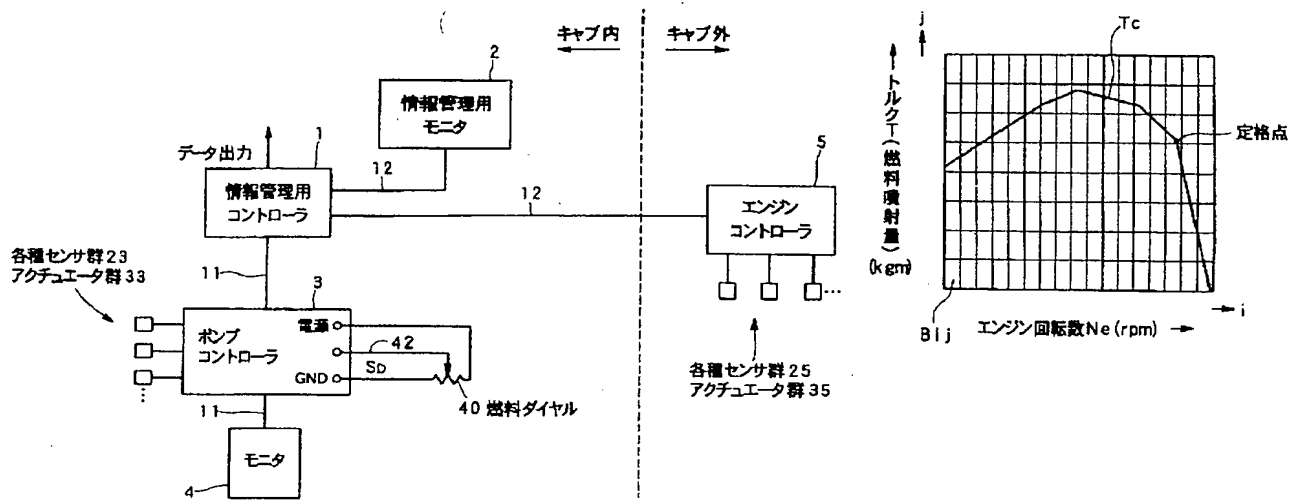 キャブ内
キャブ外
2
情報管理用
モニタ
データ出力
1
12
情報管理用
コントローラ
12
5
エンジン
コントローラ
各種センサ群23
アクチュエータ群33
11
3
ポンプ
コントローラ
電源
42
SD
GND
40 燃料ダイヤル
11
モニタ
4
各種センサ群25
アクチュエータ群35
j
Tc
トルクT(燃料噴射量)
(kgm)
定格点
Bij
エンジン回転数Ne(rpm)
i